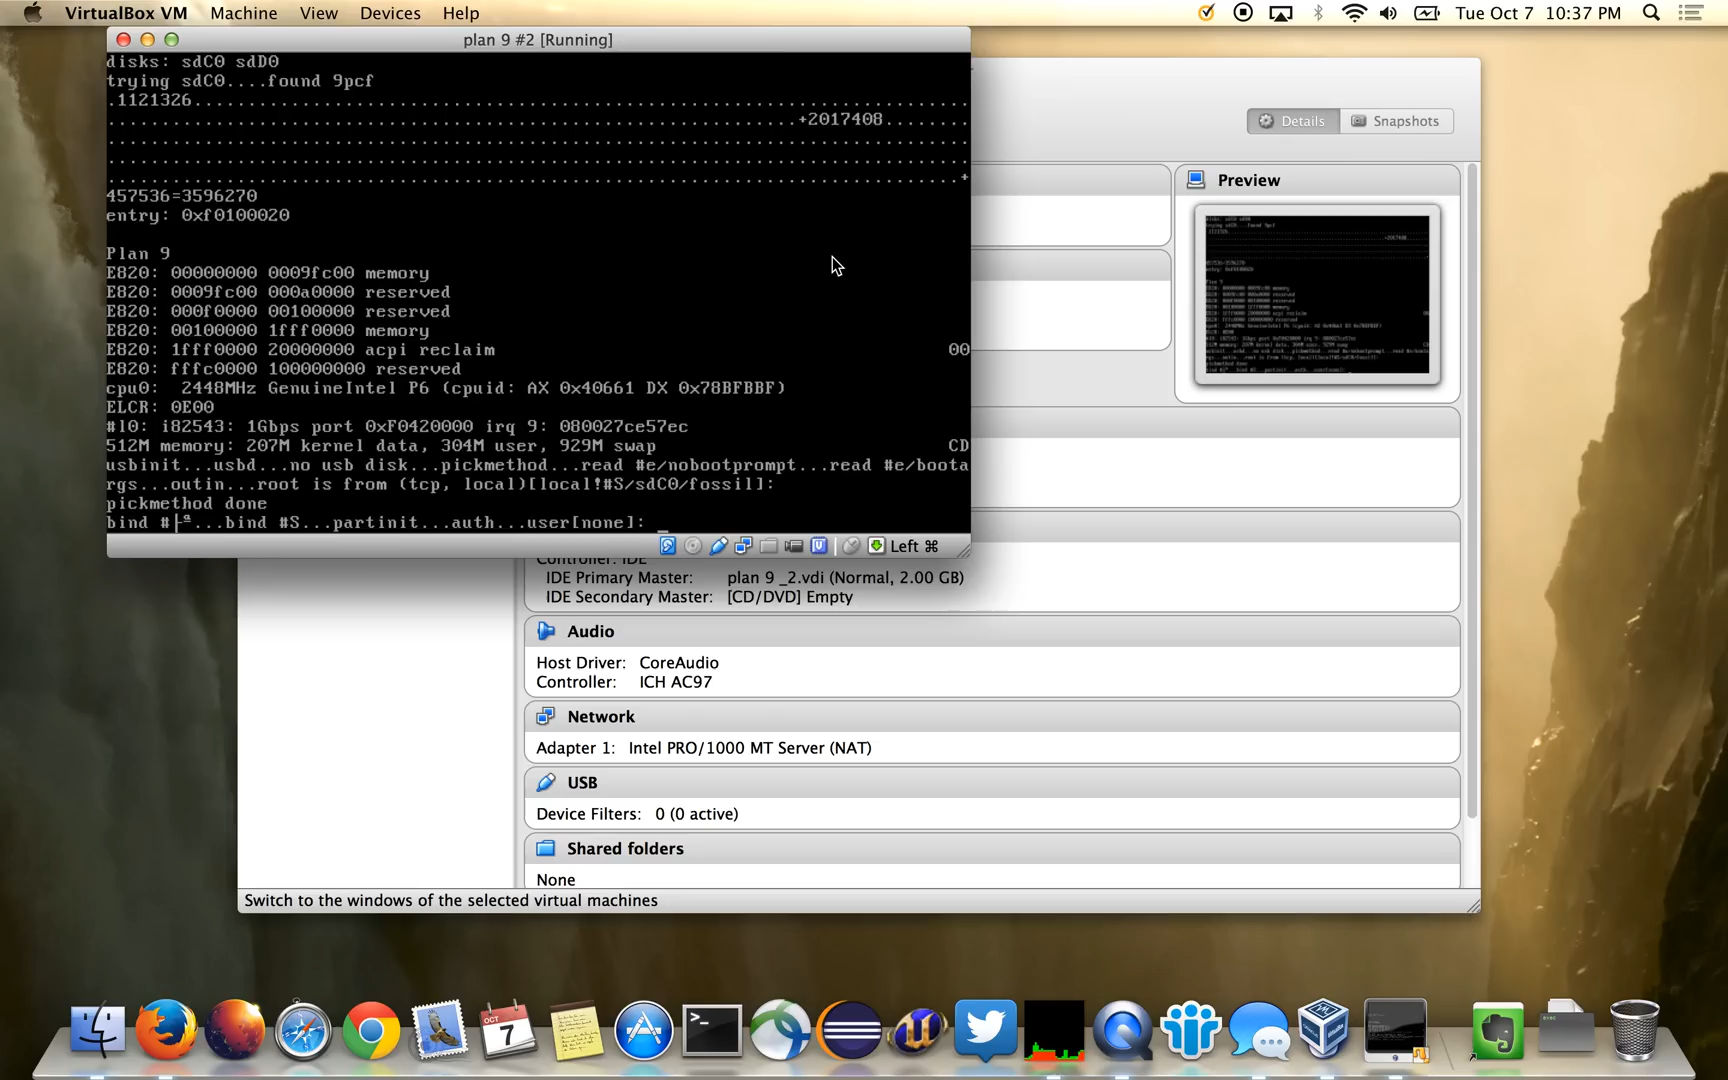 VirtualBox VM Machine View Devices Help
Tue Oct 7 10:37 PM
plan 9 #2 [Running]
disks: sdC0 sdD0
trying sdC0....found 9pcf
.1121326................................................................
................................................................+2017408........
................................................................................
................................................................................
...............................................................................+
457536=3596270
entry: 0xf0100020
Plan 9
E820: 00000000 0009fc00 memory
E820: 0009fc00 000a0000 reserved
E820: 000f0000 00100000 reserved
E820: 00100000 1fff0000 memory
E820: 1fff0000 20000000 acpi reclaim 00
E820: fffc0000 100000000 reserved
cpu0: 2448MHz GenuineIntel P6 (cpuid: AX 0x40661 DX 0x78BFBBF)
ELCR: 0E00
#l0: i82543: 1Gbps port 0xF0420000 irq 9: 080027ce57ec
512M memory: 207M kernel data, 304M user, 929M swap CD
usbinit...usbd...no usb disk...pickmethod...read #e/nobootprompt...read #e/boota
rgs...outin...root is from (tcp, local)[local!#S/sdC0/fossil]:
pickmethod done
bind #├ª...bind #S...partinit...auth...user[none]: _
Left ⌘
Details
Snapshots
Preview
Controller: IDE
IDE Primary Master: plan 9 _2.vdi (Normal, 2.00 GB)
IDE Secondary Master: [CD/DVD] Empty
Audio
Host Driver: CoreAudio
Controller: ICH AC97
Network
Adapter 1: Intel PRO/1000 MT Server (NAT)
USB
Device Filters: 0 (0 active)
Shared folders
None
Switch to the windows of the selected virtual machines
OCT
7